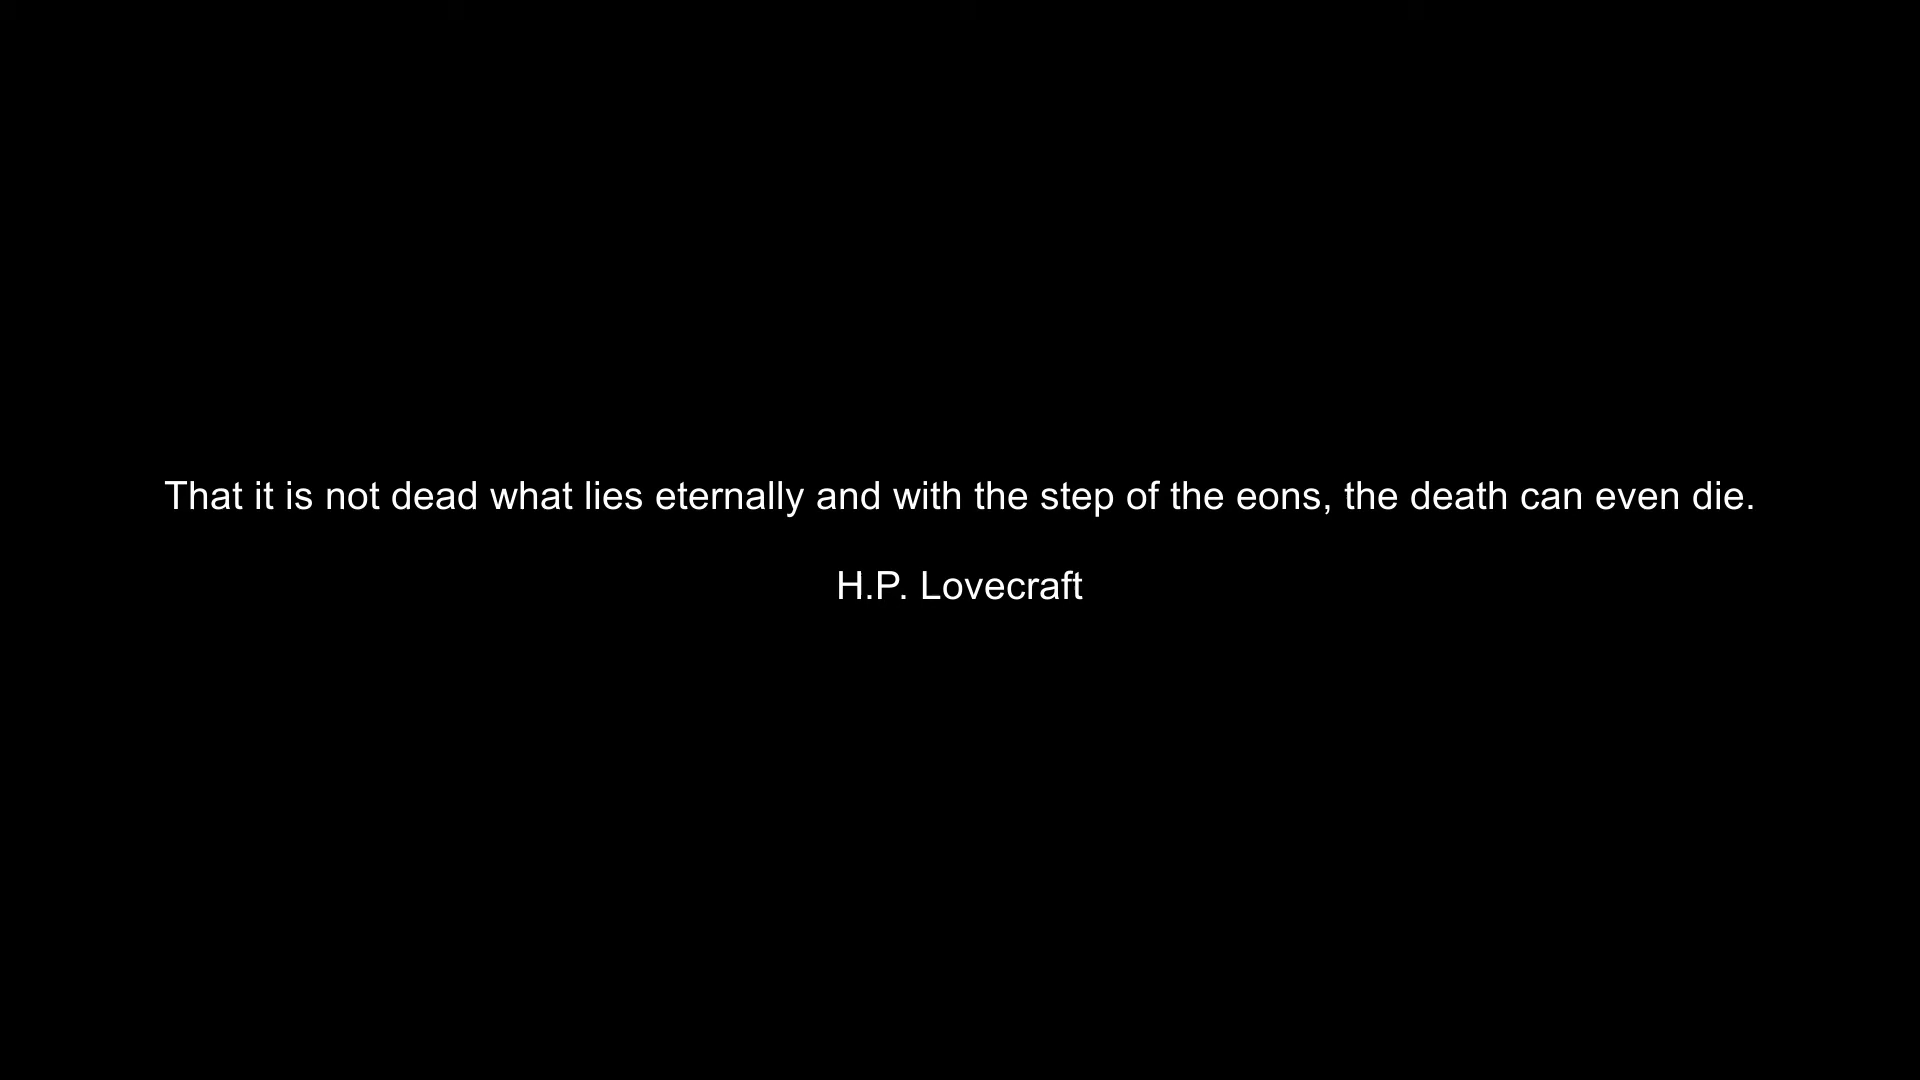 That it is not dead what lies eternally and with the step of the eons, the death can even die.
H.P. Lovecraft